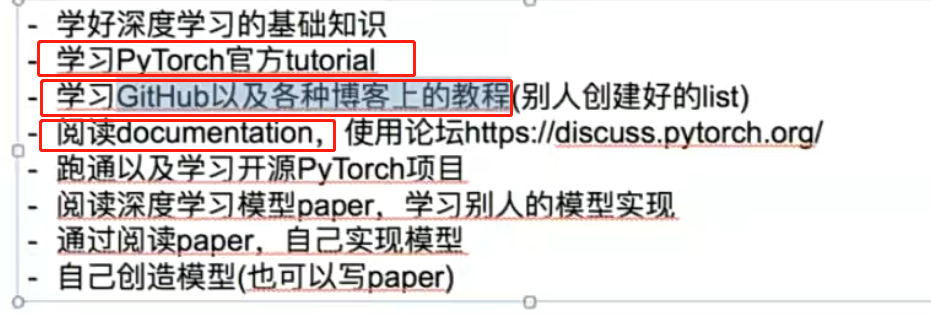 - 学好深度学习的基础知识
- 学习PyTorch官方tutorial
- 学习GitHub以及各种博客上的教程(别人创建好的list)
- 阅读documentation，使用论坛https://discuss.pytorch.org/
- 跑通以及学习开源PyTorch项目
- 阅读深度学习模型paper，学习别人的模型实现
- 通过阅读paper，自己实现模型
- 自己创造模型(也可以写paper)